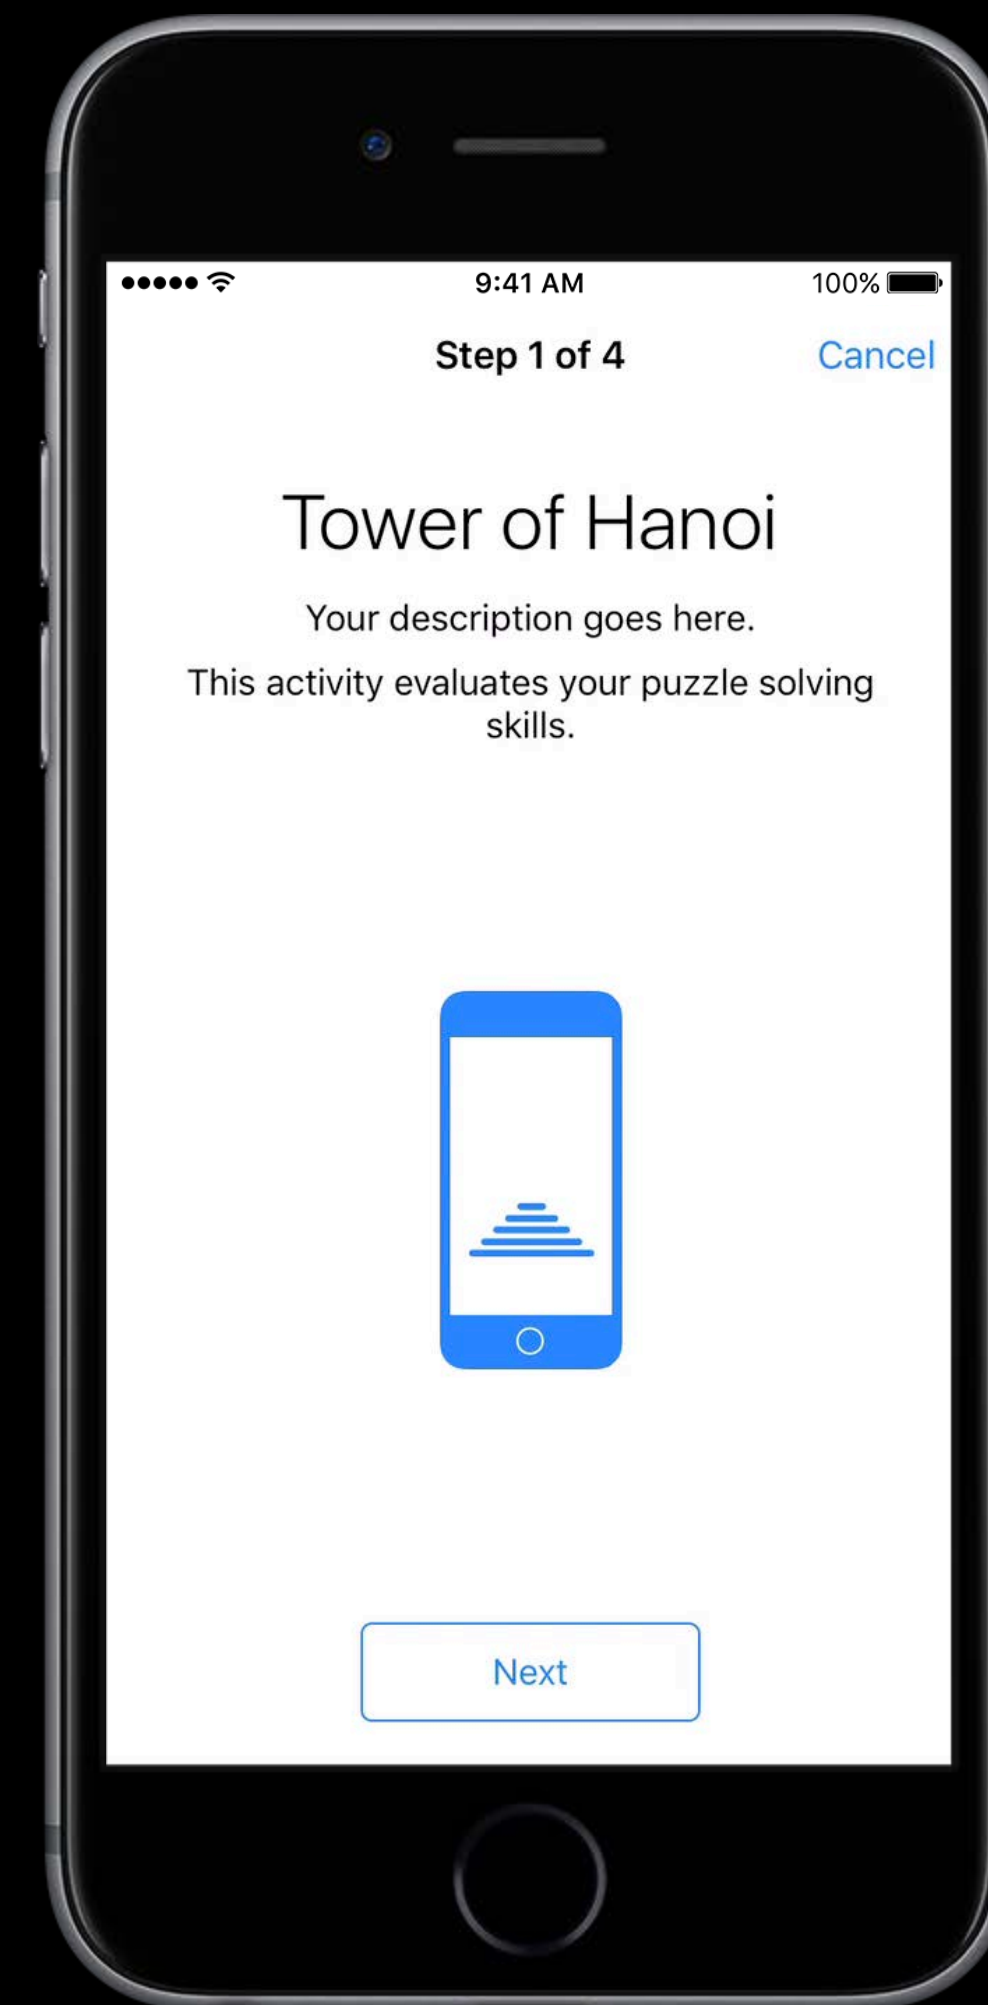 9:41 AM
100%
Step 1 of 4
Cancel
Tower of Hanoi
Your description goes here.
This activity evaluates your puzzle solving
skills.
Next